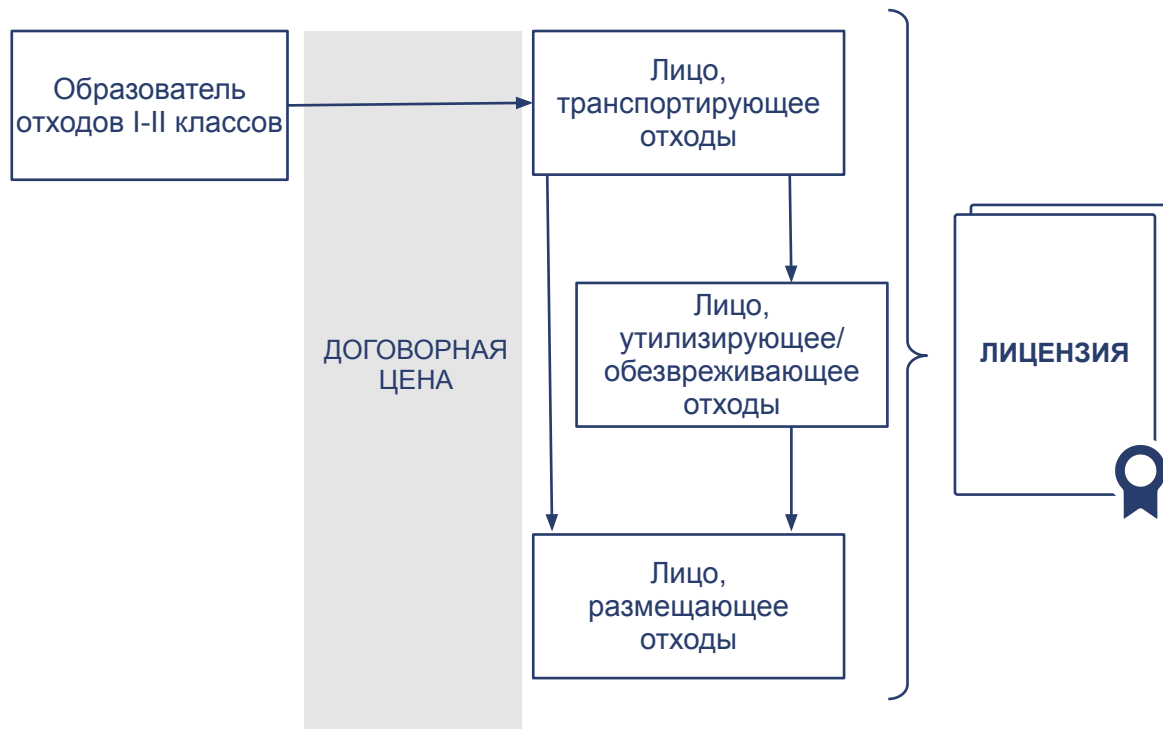 Образователь
отходов I-II классов
Лицо,
транспортирующее
отходы
ДОГОВОРНАЯ
ЦЕНА
Лицо,
утилизирующее/
обезвреживающее
отходы
ЛИЦЕНЗИЯ
Лицо,
размещающее
отходы